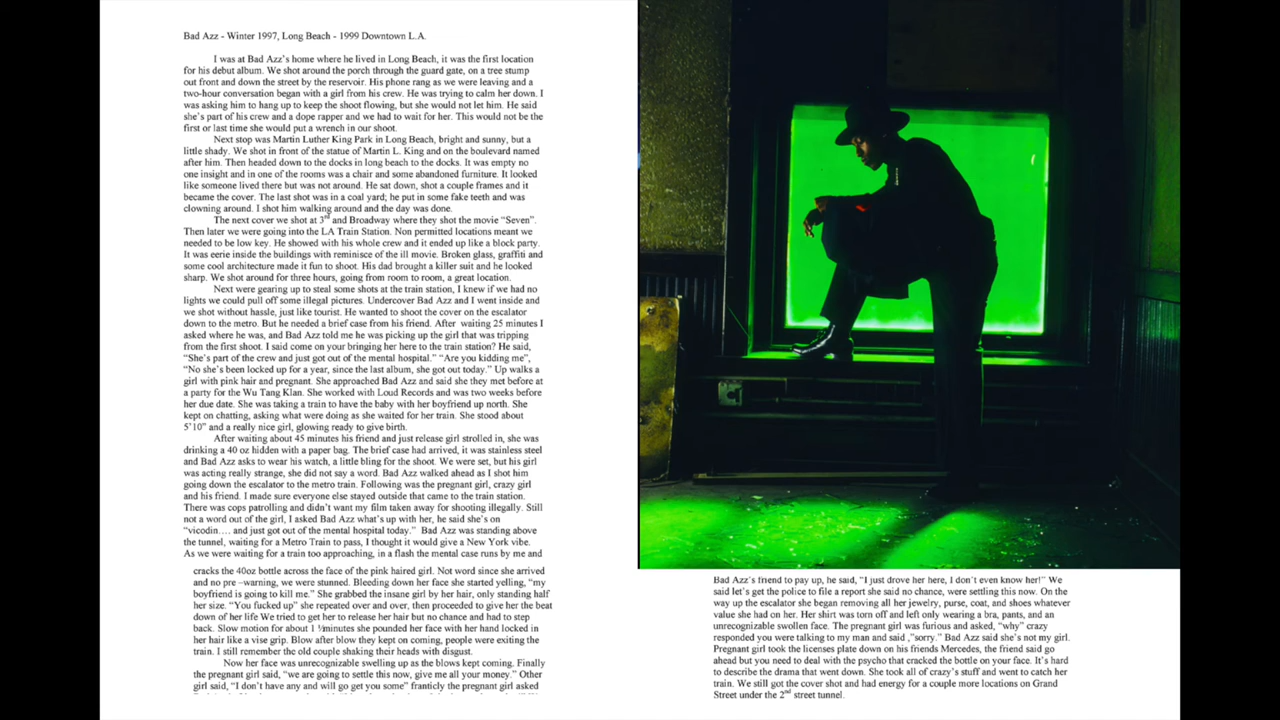 Bad Azz - Winter 1997, Long Beach - 1999 Downtown L.A.
I was at Bad Azz's home where he lived in Long Beach, it was the first location
for his debut album. We shot around the porch through the guard gate, on a tree stump
out front and down the street by the reservoir. His phone rang as we were leaving and a
two-hour conversation began with a girl from his crew. He was trying to calm her down. I
was asking him to hang up to keep the shoot flowing, but she would not let him. He said
she's part of his crew and a dope rapper and we had to wait for her. This would not be the
first or last time she would put a wrench in our shoot.
Next stop was Martin Luther King Park in Long Beach, bright and sunny, but a
little shady. We shot in front of the statue of Martin L. King and on the boulevard named
after him. Then headed down to the docks in long beach to the docks. It was empty no
one insight and in one of the rooms was a chair and some abandoned furniture. It looked
like someone lived there but was not around. He sat down, shot a couple frames and it
became the cover. The last shot was in a coal yard; he put in some fake teeth and was
clowning around. I shot him walking around and the day was done.
The next cover we shot at 3rd and Broadway where they shot the movie "Seven".
Then later we were going into the LA Train Station. Non permitted locations meant we
needed to be low key. He showed with his whole crew and it ended up like a block party.
It was eerie inside the buildings with reminisce of the ill movie. Broken glass, graffiti and
some cool architecture made it fun to shoot. His dad brought a killer suit and he looked
sharp. We shot around for three hours, going from room to room, a great location.
Next were gearing up to steal some shots at the train station, I knew if we had no
lights we could pull off some illegal pictures. Undercover Bad Azz and I went inside and
we shot without hassle, just like tourist. He wanted to shoot the cover on the escalator
down to the metro. But he needed a brief case from his friend. After waiting 25 minutes I
asked where he was, and Bad Azz told me he was picking up the girl that was tripping
from the first shoot. I said come on your bringing her here to the train station? He said,
"She's part of the crew and just got out of the mental hospital." "Are you kidding me",
"No she's been locked up for a year, since the last album, she got out today." Up walks a
girl with pink hair and pregnant. She approached Bad Azz and said she they met before at
a party for the Wu Tang Klan. She worked with Loud Records and was two weeks before
her due date. She was taking a train to have the baby with her boyfriend up north. She
kept on chatting, asking what were doing as she waited for her train. She stood about
5'10" and a really nice girl, glowing ready to give birth.
After waiting about 45 minutes his friend and just release girl strolled in, she was
drinking a 40 oz hidden with a paper bag. The brief case had arrived, it was stainless steel
and Bad Azz asks to wear his watch, a little bling for the shoot. We were set, but his girl
was acting really strange, she did not say a word. Bad Azz walked ahead as I shot him
going down the escalator to the metro train. Following was the pregnant girl, crazy girl
and his friend. I made sure everyone else stayed outside that came to the train station.
There was cops patrolling and didn't want my film taken away for shooting illegally. Still
not a word out of the girl, I asked Bad Azz what's up with her, he said she's on
"vicodin.... and just got out of the mental hospital today." Bad Azz was standing above
the tunnel, waiting for a Metro Train to pass, I thought it would give a New York vibe.
As we were waiting for a train too approaching, in a flash the mental case runs by me and
cracks the 40oz bottle across the face of the pink haired girl. Not word since she arrived
and no pre –warning, we were stunned. Bleeding down her face she started yelling, "my
boyfriend is going to kill me." She grabbed the insane girl by her hair, only standing half
her size. "You fucked up" she repeated over and over, then proceeded to give her the beat
down of her life We tried to get her to release her hair but no chance and had to step
back. Slow motion for about 1 ½minutes she pounded her face with her hand locked in
her hair like a vise grip. Blow after blow they kept on coming, people were exiting the
train. I still remember the old couple shaking their heads with disgust.
Now her face was unrecognizable swelling up as the blows kept coming. Finally
the pregnant girl said, "we are going to settle this now, give me all your money." Other
girl said, "I don't have any and will go get you some" franticly the pregnant girl asked
Bad Azz's friend to pay up, he said, "I just drove her here, I don't even know her!" We
said let's get the police to file a report she said no chance, were settling this now. On the
way up the escalator she began removing all her jewelry, purse, coat, and shoes whatever
value she had on her. Her shirt was torn off and left only wearing a bra, pants, and an
unrecognizable swollen face. The pregnant girl was furious and asked, "why" crazy
responded you were talking to my man and said ,"sorry." Bad Azz said she's not my girl.
Pregnant girl took the licenses plate down on his friends Mercedes, the friend said go
ahead but you need to deal with the psycho that cracked the bottle on your face. It's hard
to describe the drama that went down. She took all of crazy's stuff and went to catch her
train. We still got the cover shot and had energy for a couple more locations on Grand
Street under the 2nd street tunnel.